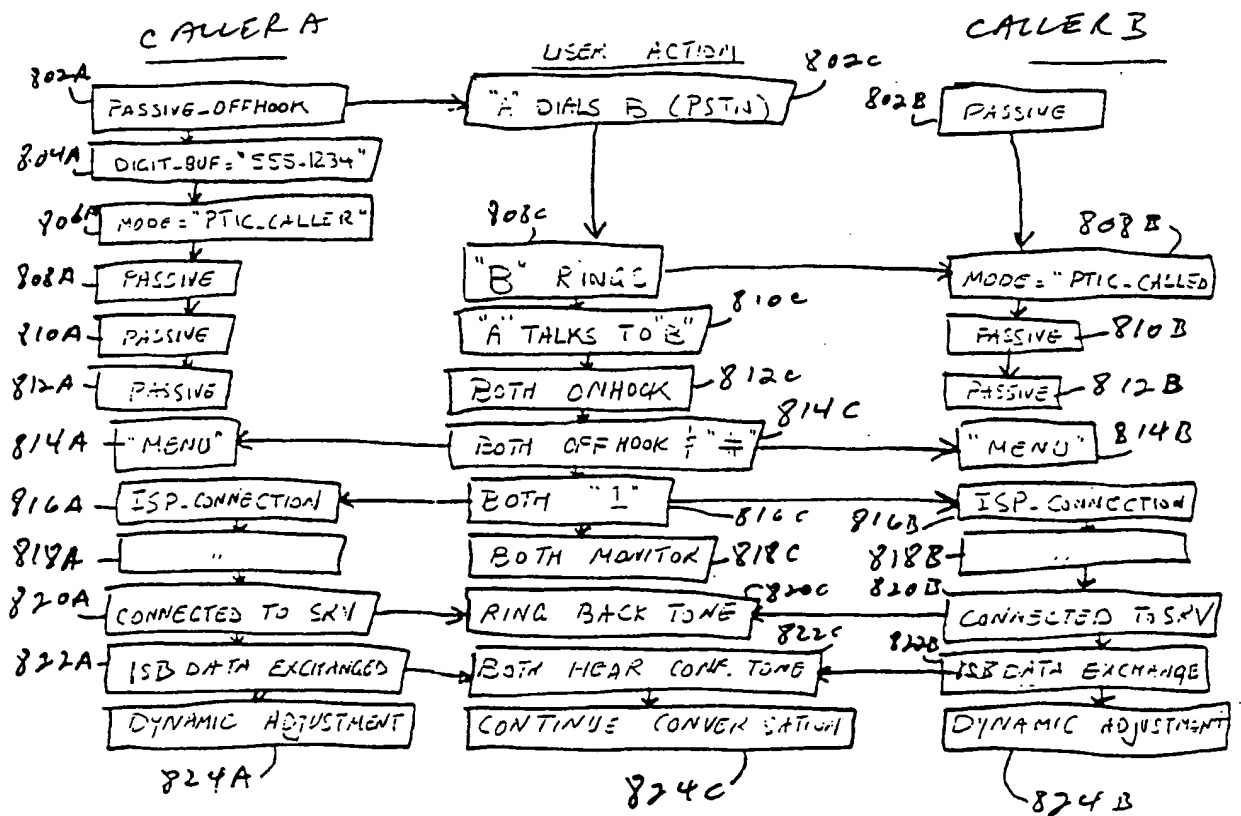 CALLER A
USER ACTION
CALLER B
802A
PASSIVE_OFFHOOK
"A" DIALS B (PSTN)
802C
802B
PASSIVE
804A
DIGIT_BUF="555-1234"
806A
MODE="PTIC_CALLER"
808A
PASSIVE
808C
"B" RINGS
808B
MODE="PTIC_CALLED
810A
PASSIVE
"A" TALKS TO "B"
810C
PASSIVE
810B
812A
PASSIVE
BOTH ONHOOK
812C
PASSIVE
812B
814A
"MENU"
BOTH OFFHOOK & "#"
814C
"MENU"
814B
816A
ISP_CONNECTION
BOTH "1"
816C
816B
ISP_CONNECTION
818A
"
BOTH MONITOR
818C
818B
"
820A
CONNECTED TO SRV
RING BACK TONE
820C
820B
CONNECTED TO SRV
822A
ISB DATA EXCHANGED
BOTH HEAR CONF. TONE
822C
822B
ISB DATA EXCHANGE
DYNAMIC ADJUSTMENT
CONTINUE CONVERSATION
DYNAMIC ADJUSTMENT
824A
824C
824B